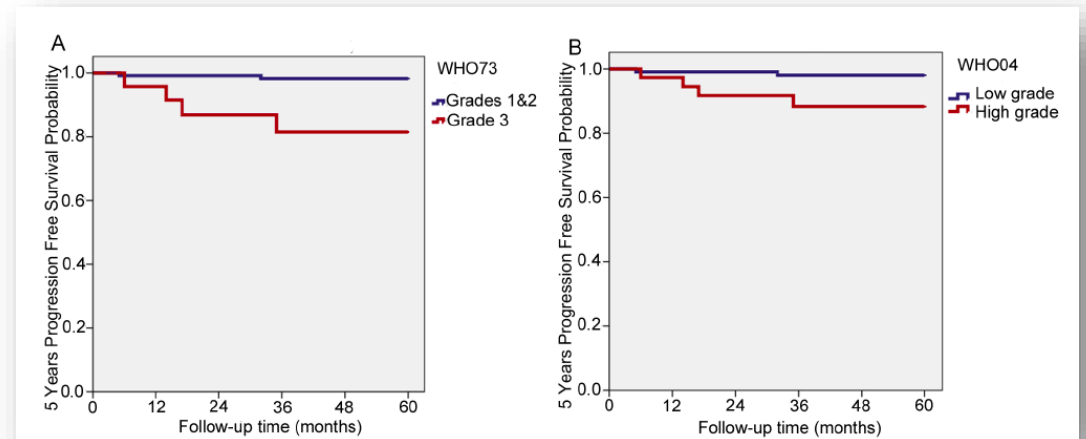 A
5 Years Progression Free Survival Probability
1.0
0.8
0.6
0.4
0.2
0.0
0 12 24 36 48 60
Follow-up time (months)
WHO73
Grades 1&2
Grade 3
B
5 Years Progression Free Survival Probability
1.0
0.8
0.6
0.4
0.2
0.0
0 12 24 36 48 60
Follow-up time (months)
WHO04
Low grade
High grade